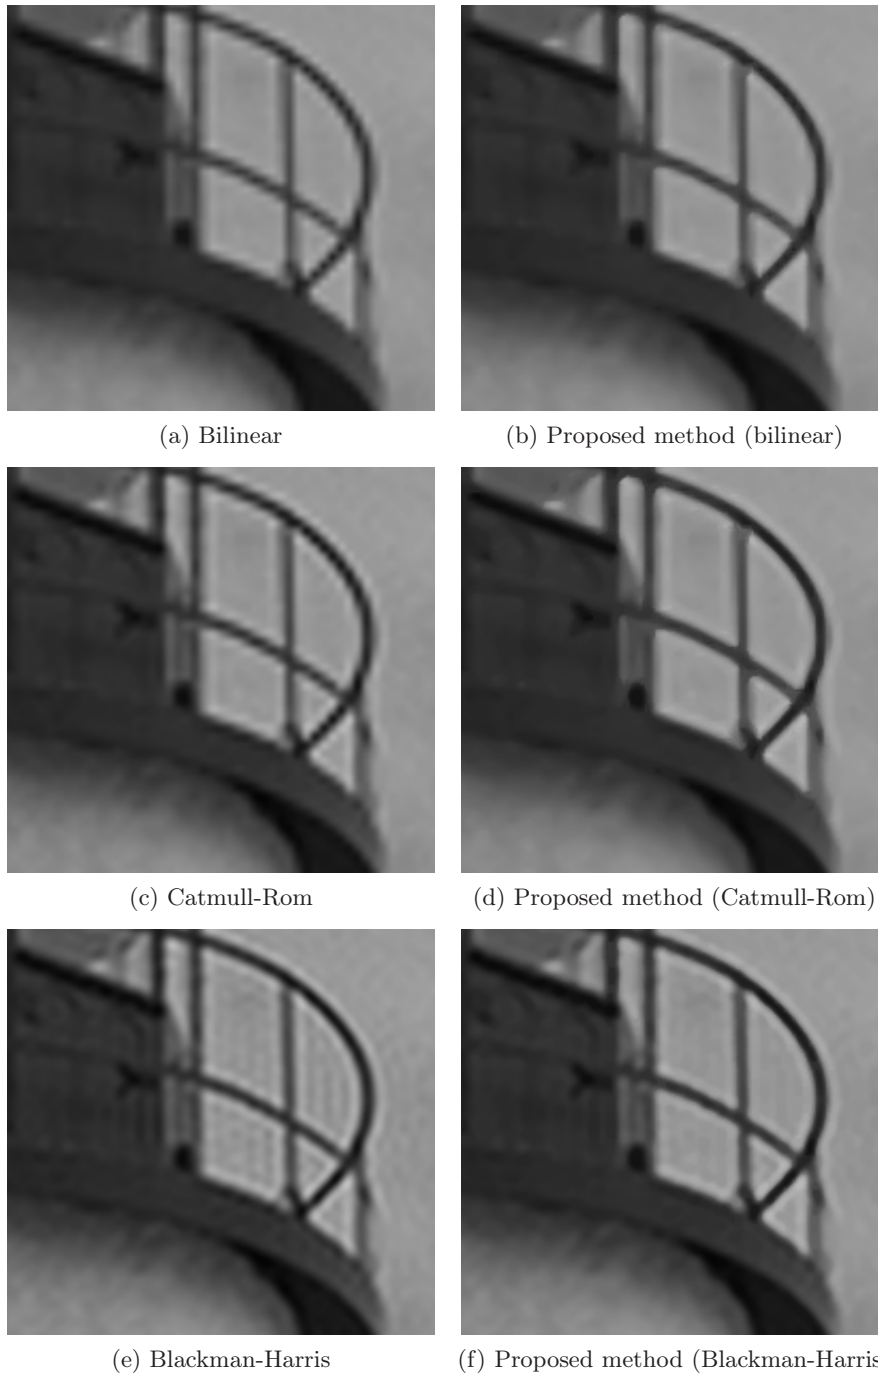 (a) Bilinear
(b) Proposed method (bilinear)
(c) Catmull-Rom
(d) Proposed method (Catmull-Rom)
(e) Blackman-Harris
(f) Proposed method (Blackman-Harris